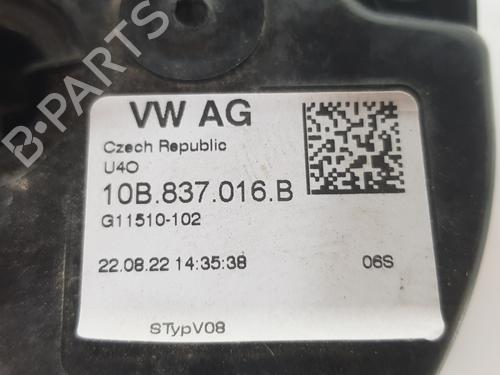 VW AG
Czech Republic
U4O
10B.837.016.B
G11510-102
22.08.22 14:35:38 06S
STypV08
B-PARTS